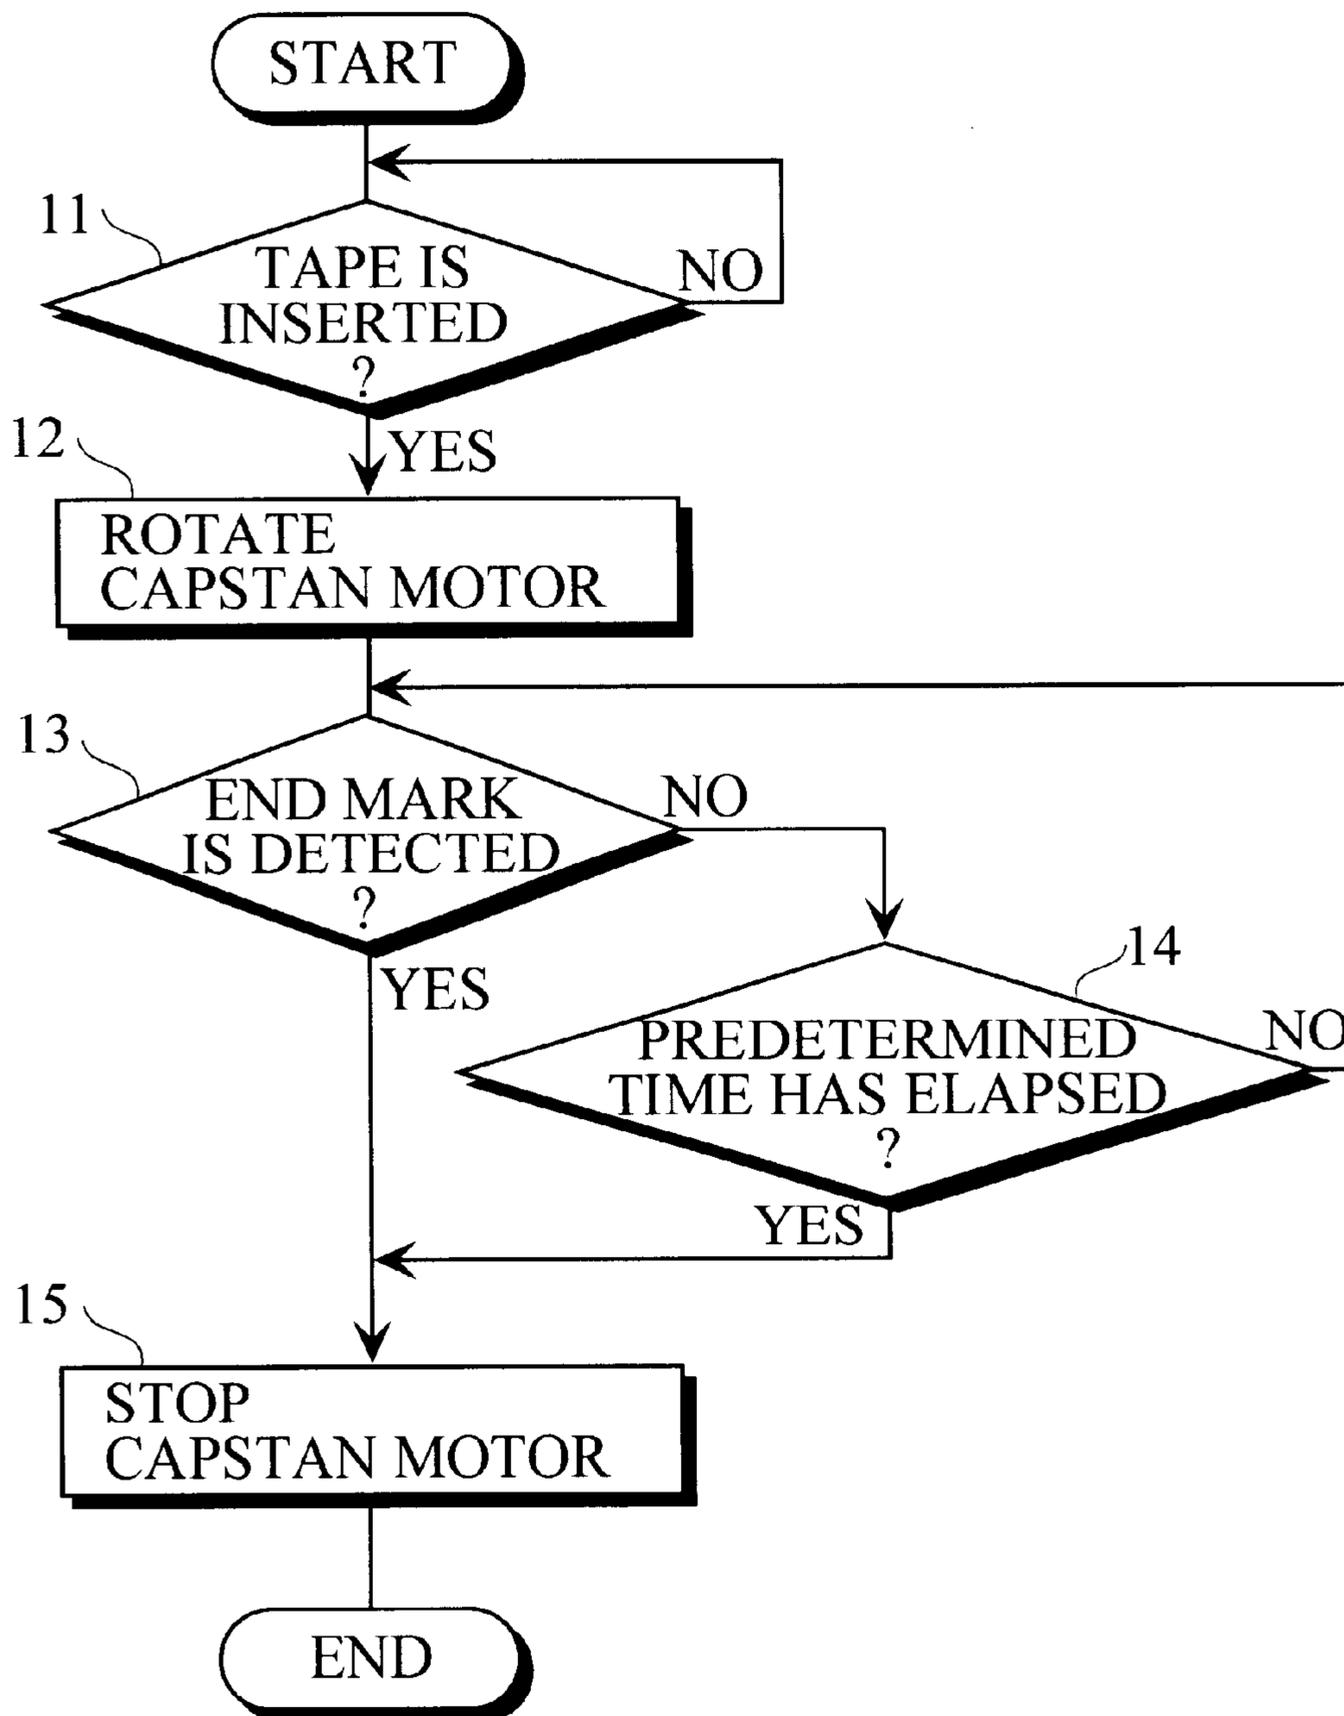 START
11
TAPE IS
INSERTED
?
NO
YES
12
ROTATE
CAPSTAN MOTOR
13
END MARK
IS DETECTED
?
NO
YES
14
PREDETERMINED
TIME HAS ELAPSED
?
NO
YES
15
STOP
CAPSTAN MOTOR
END